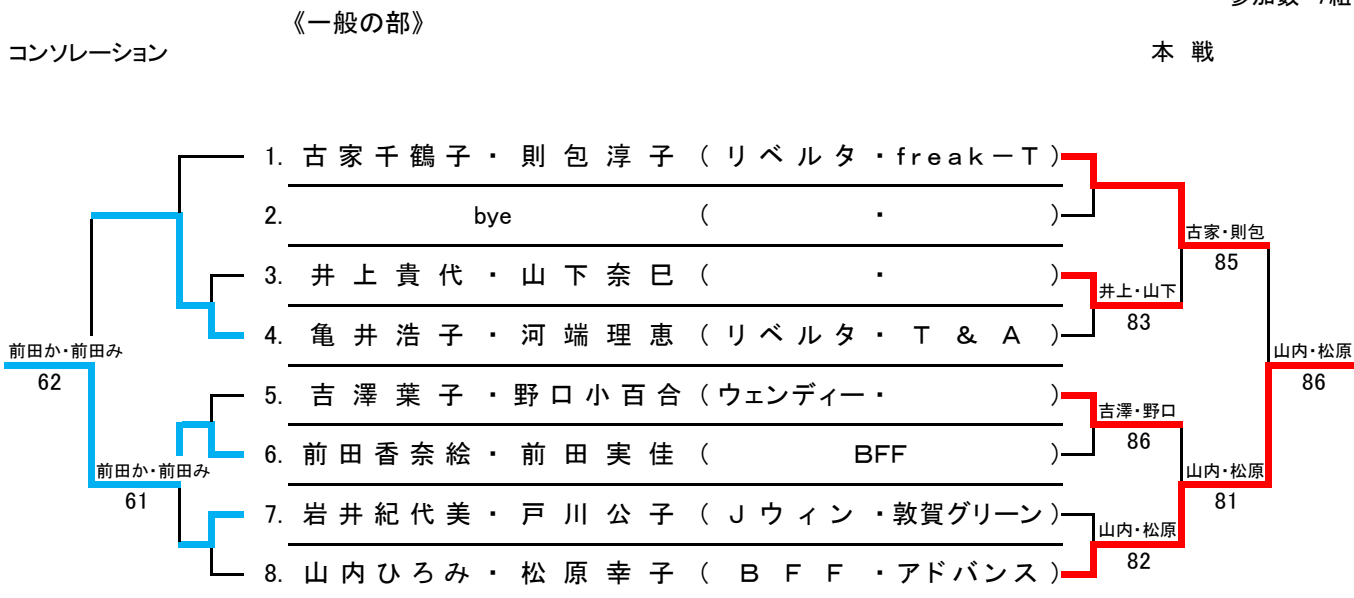 《一般の部》
コンソレーション
本 戦
1. 古家千鶴子・則包淳子(リベルタ・freak－T)
2. bye ( ・ )
古家・則包
85
3. 井上貴代・山下奈巳( ・ )
井上・山下
83
4. 亀井浩子・河端理恵(リベルタ・T＆A)
前田か・前田み
62
山内・松原
86
5. 吉澤葉子・野口小百合(ウェンディー・ )
吉澤・野口
86
6. 前田香奈絵・前田実佳( BFF )
前田か・前田み
61
山内・松原
81
7. 岩井紀代美・戸川公子(Jウィン・敦賀グリーン)
山内・松原
82
8. 山内ひろみ・松原幸子(BFF・アドバンス)